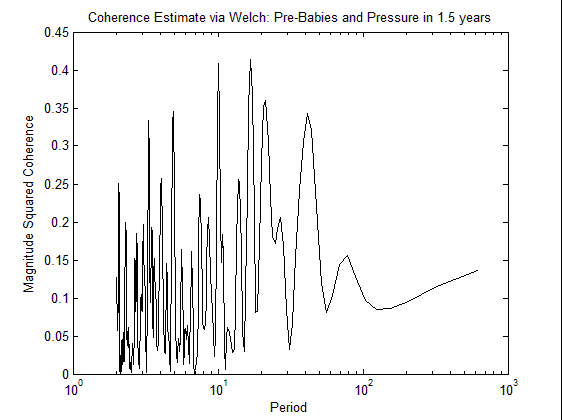 Coherence Estimate via Welch: Pre-Babies and Pressure in 1.5 years
0.45
0.4
0.35
0.3
0.25
0.2
0.15
0.1
0.05
0
Magnitude Squared Coherence
10^0 10^1 10^2 10^3
Period